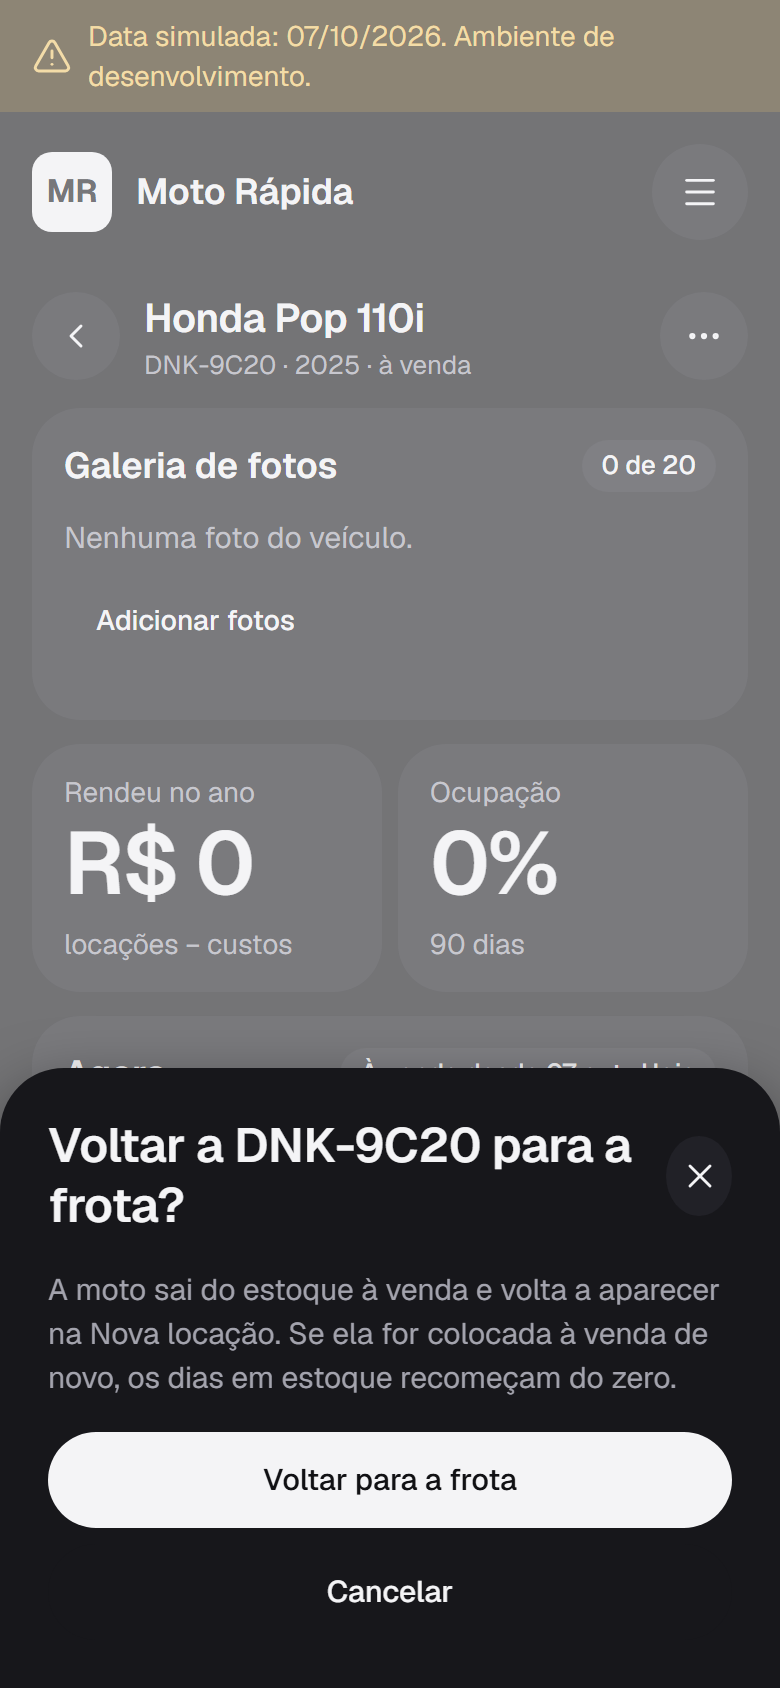 Data simulada: 07/10/2026. Ambiente de
desenvolvimento.
MR
Moto Rápida
Honda Pop 110i
DNK-9C20 · 2025 · à venda
Galeria de fotos
0 de 20
Nenhuma foto do veículo.
Adicionar fotos
Rendeu no ano
R$ 0
locações – custos
Ocupação
0%
90 dias
Voltar a DNK-9C20 para a
frota?
A moto sai do estoque à venda e volta a aparecer
na Nova locação. Se ela for colocada à venda de
novo, os dias em estoque recomeçam do zero.
Voltar para a frota
Cancelar